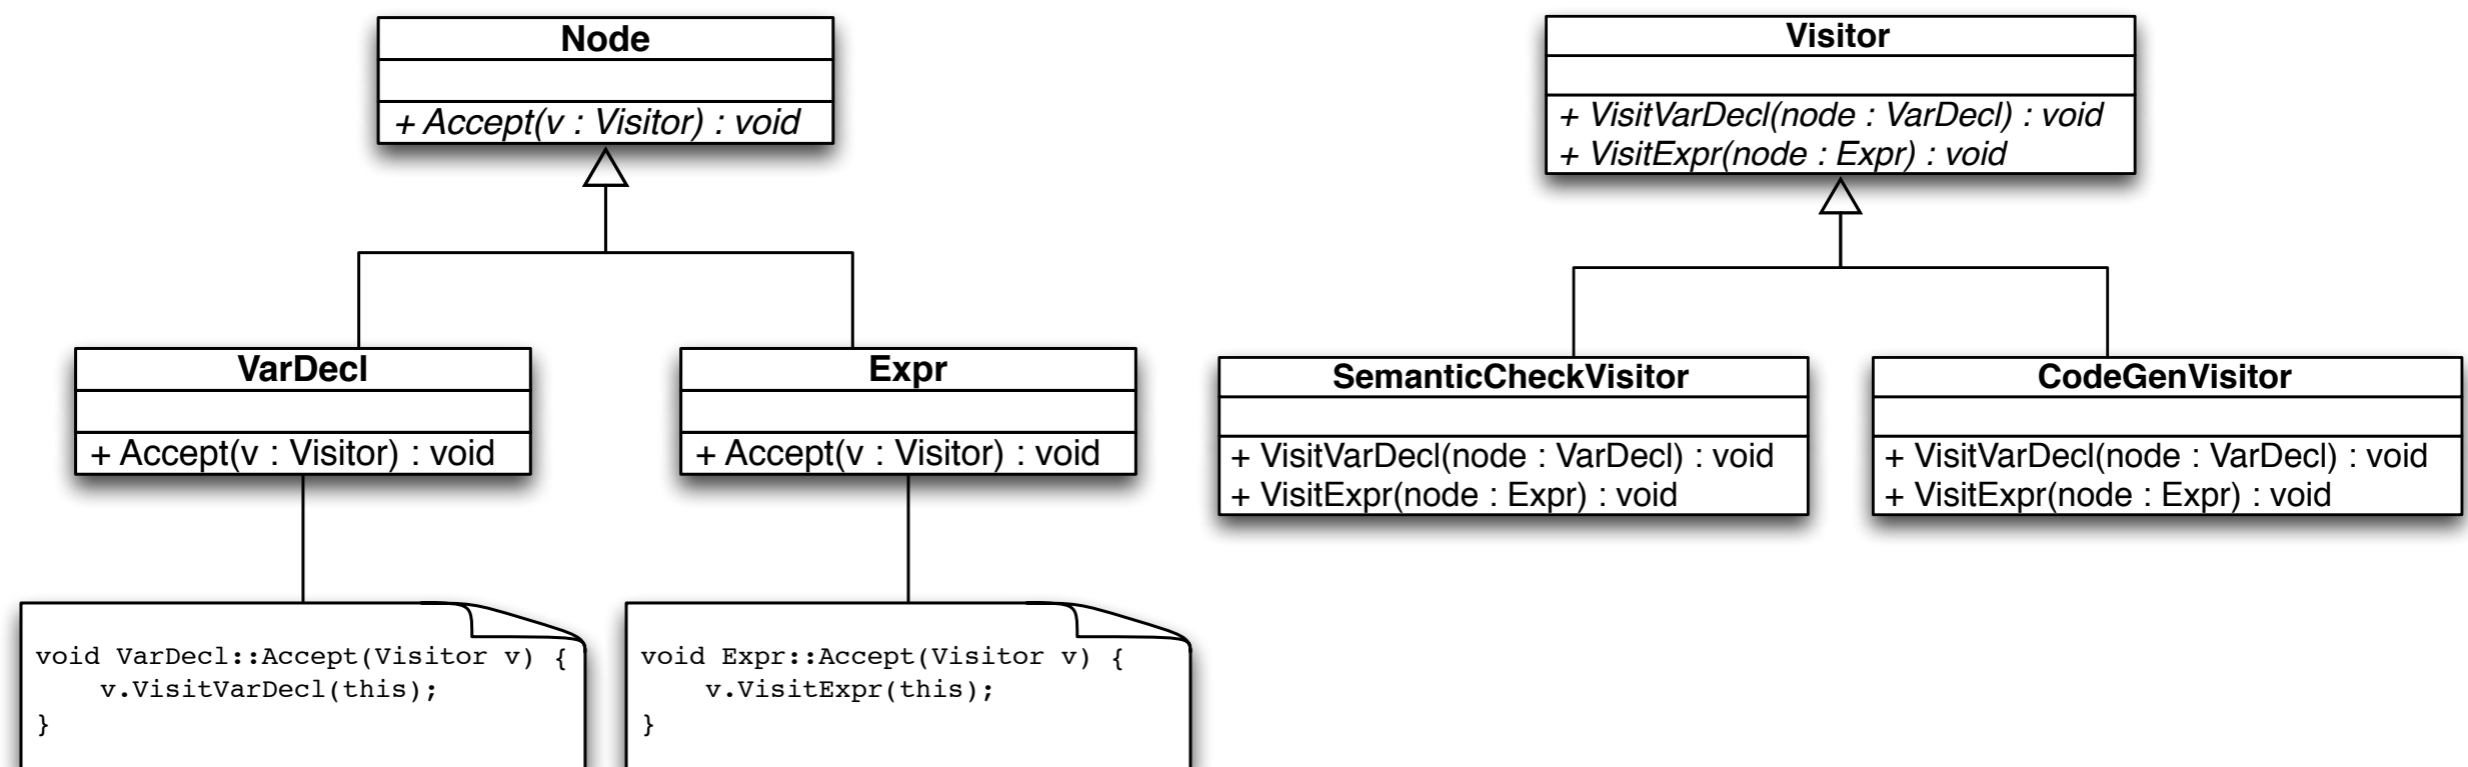 Node
+ Accept(v : Visitor) : void
Visitor
+ VisitVarDecl(node : VarDecl) : void
+ VisitExpr(node : Expr) : void
VarDecl
+ Accept(v : Visitor) : void
Expr
+ Accept(v : Visitor) : void
SemanticCheckVisitor
+ VisitVarDecl(node : VarDecl) : void
+ VisitExpr(node : Expr) : void
CodeGenVisitor
+ VisitVarDecl(node : VarDecl) : void
+ VisitExpr(node : Expr) : void
void VarDecl::Accept(Visitor v) {
    v.VisitVarDecl(this);
}
void Expr::Accept(Visitor v) {
    v.VisitExpr(this);
}